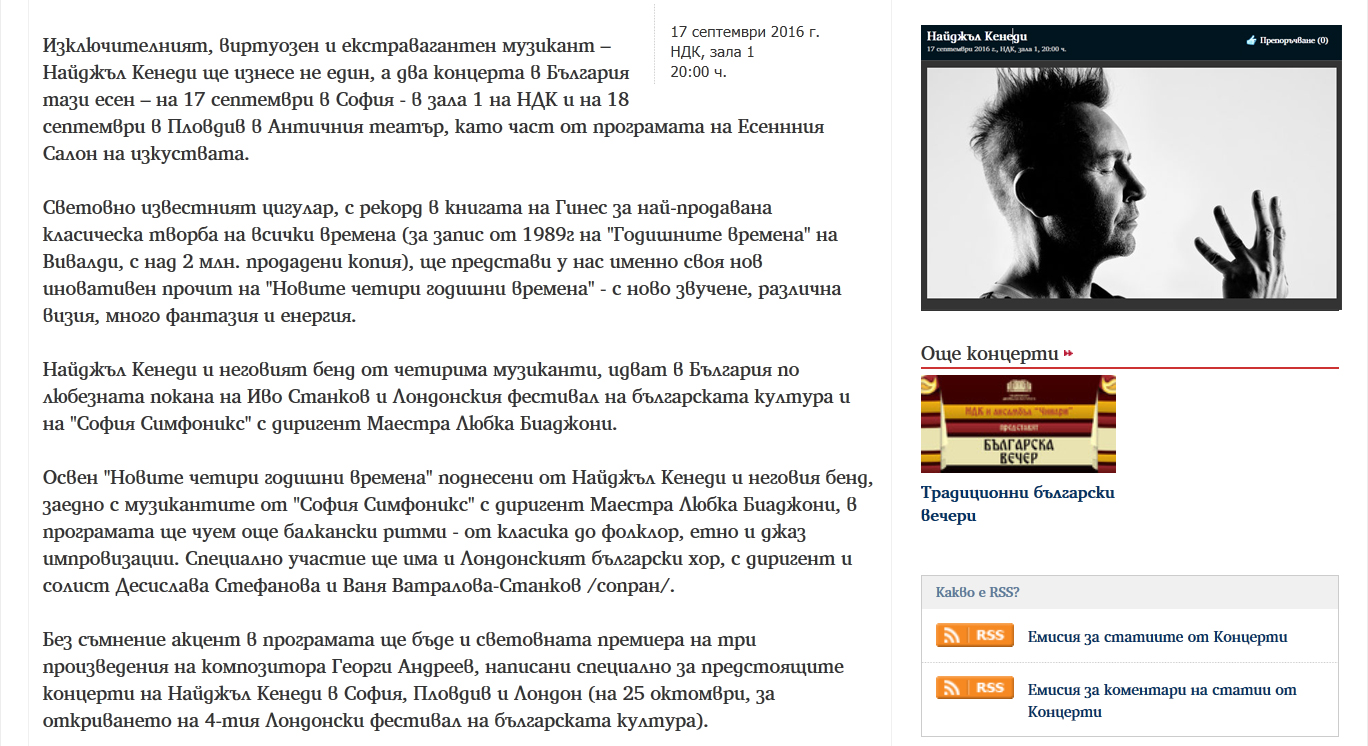 17 септември 2016 г.
НДК, зала 1
20:00 ч.
Изключителният, виртуозен и екстравагантен музикант –
Найджъл Кенеди ще изнесе не един, а два концерта в България
тази есен – на 17 септември в София - в зала 1 на НДК и на 18
септември в Пловдив в Античния театър, като част от програмата на Есеннния
Салон на изкуствата.
Световно известният цигулар, с рекорд в книгата на Гинес за най-продавана
класическа творба на всички времена (за запис от 1989г на "Годишните времена" на
Вивалди, с над 2 млн. продадени копия), ще представи у нас именно своя нов
иновативен прочит на "Новите четири годишни времена" - с ново звучене, различна
визия, много фантазия и енергия.
Найджъл Кенеди и неговият бенд от четирима музиканти, идват в България по
любезната покана на Иво Станков и Лондонския фестивал на българската култура и
на "София Симфоникс" с диригент Маестра Любка Биаджони.
Освен "Новите четири годишни времена" поднесени от Найджъл Кенеди и неговия бенд,
заедно с музикантите от "София Симфоникс" с диригент Маестра Любка Биаджони, в
програмата ще чуем още балкански ритми - от класика до фолклор, етно и джаз
импровизации. Специално участие ще има и Лондонският български хор, с диригент и
солист Десислава Стефанова и Ваня Ватралова-Станков /сопран/.
Без съмнение акцент в програмата ще бъде и световната премиера на три
произведения на композитора Георги Андреев, написани специално за предстоящите
концерти на Найджъл Кенеди в София, Пловдив и Лондон (на 25 октомври, за
откриването на 4-тия Лондонски фестивал на българската култура).
Найджъл Кенеди
17 септември 2016 г., НДК, зала 1, 20:00 ч.
Препоръчване (0)
Още концерти
НДК и ансамбъл "Чинари"
представят
БЪЛГАРСКА
ВЕЧЕР
Традиционни български
вечери
Какво е RSS?
RSS
Емисия за статиите от Концерти
RSS
Емисия за коментари на статии от
Концерти